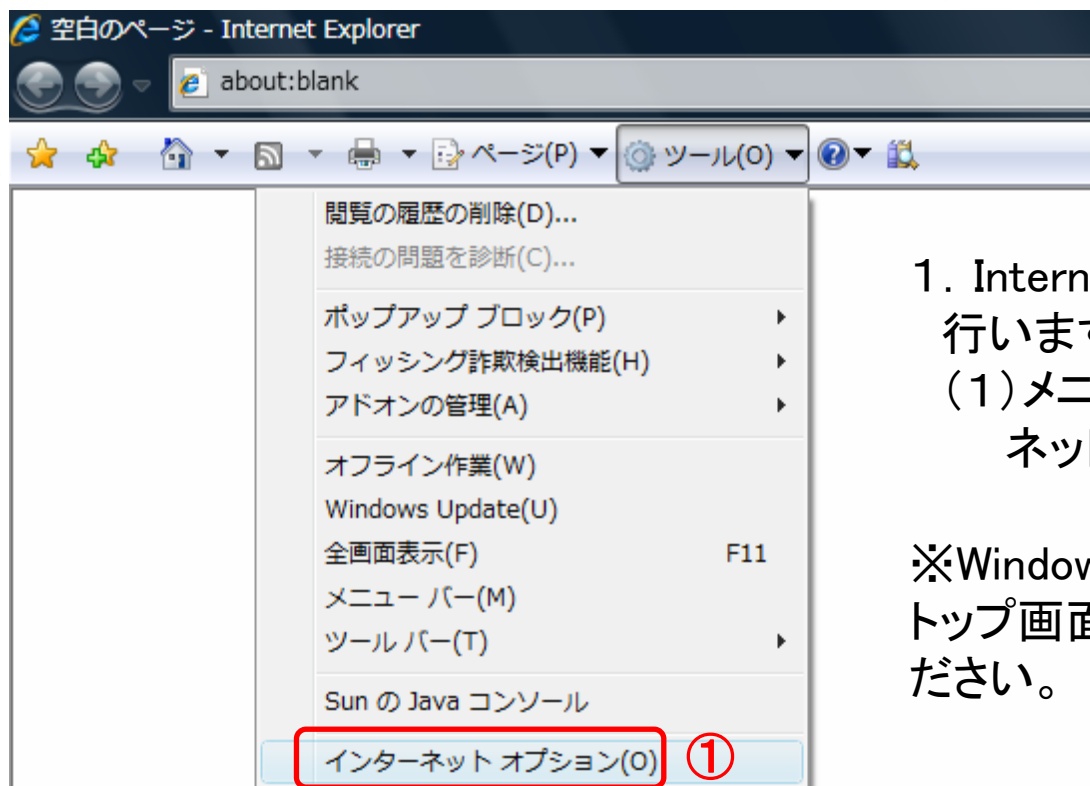 空白のページ - Internet Explorer
about:blank
ページ(P)
ツール(O)
閲覧の履歴の削除(D)...
接続の問題を診断(C)...
ポップアップ ブロック(P)
フィッシング詐欺検出機能(H)
アドオンの管理(A)
オフライン作業(W)
Windows Update(U)
全画面表示(F) F11
メニュー バー(M)
ツール バー(T)
Sun の Java コンソール
インターネット オプション(O) ①
1. Intern
行いま
(1)メニ
ネッ
※Window
トップ画
ださい。